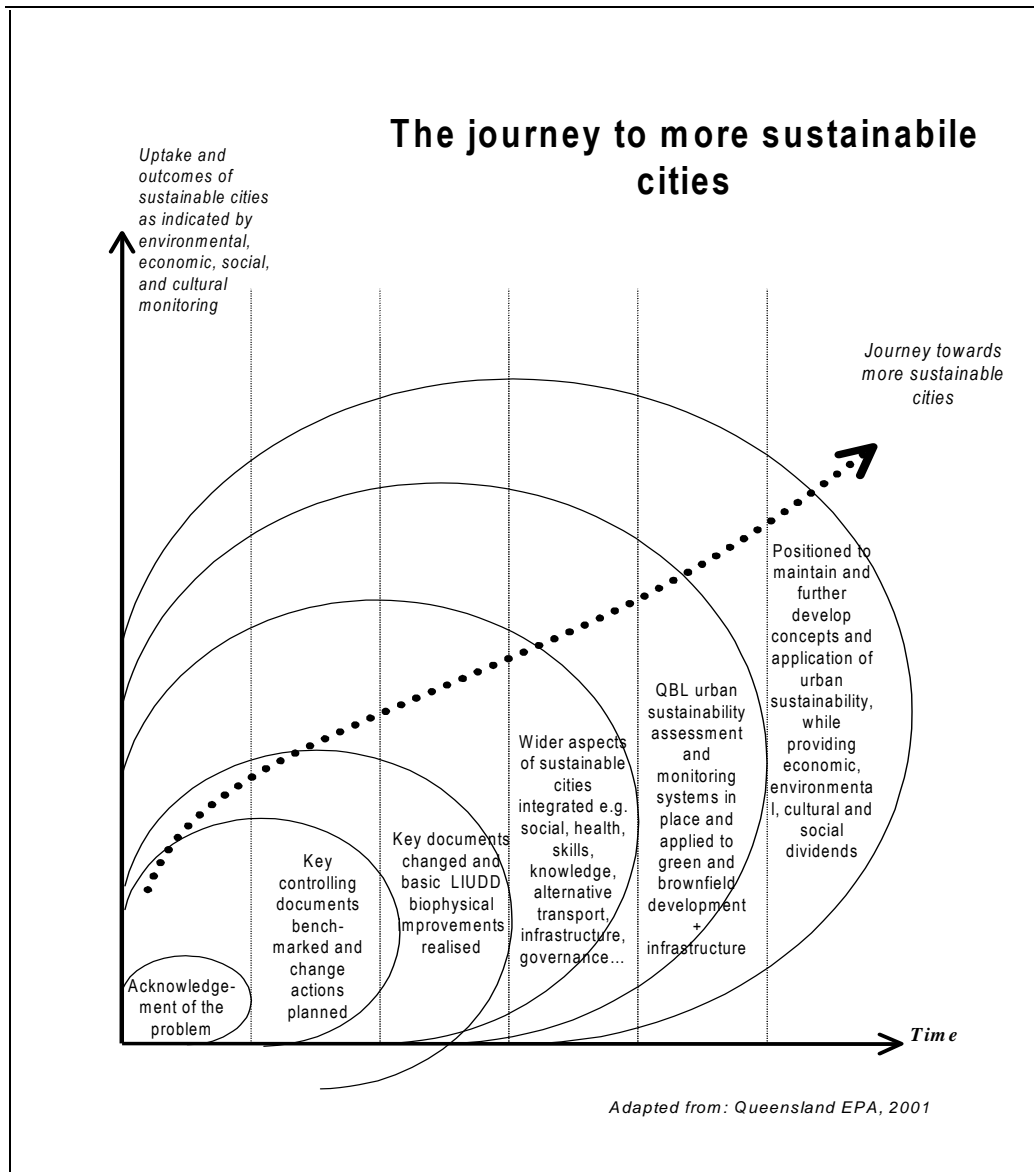 The journey to more sustainabile
cities
Uptake and
outcomes of
sustainable cities
as indicated by
environmental,
economic, social,
and cultural
monitoring
Journey towards
more sustainable
cities
Acknowledge-
ment of the
problem
Key
controlling
documents
bench-
marked and
change
actions
planned
Key documents
changed and
basic LIUDD
biophysical
mprovements
realised
Wider aspects
of sustainable
cities
integrated e.g.
social, health,
skills,
knowledge,
alternative
transport,
infrastructure,
governance...
QBL urban
sustainability
assessment
and
monitoring
systems in
place and
applied to
green and
brownfield
development
+
infrastructure
Positioned to
maintain and
further
develop
concepts and
application of
urban
sustainability,
while
providing
economic,
environmenta
l, cultural and
social
dividends
Time
Adapted from: Queensland EPA, 2001